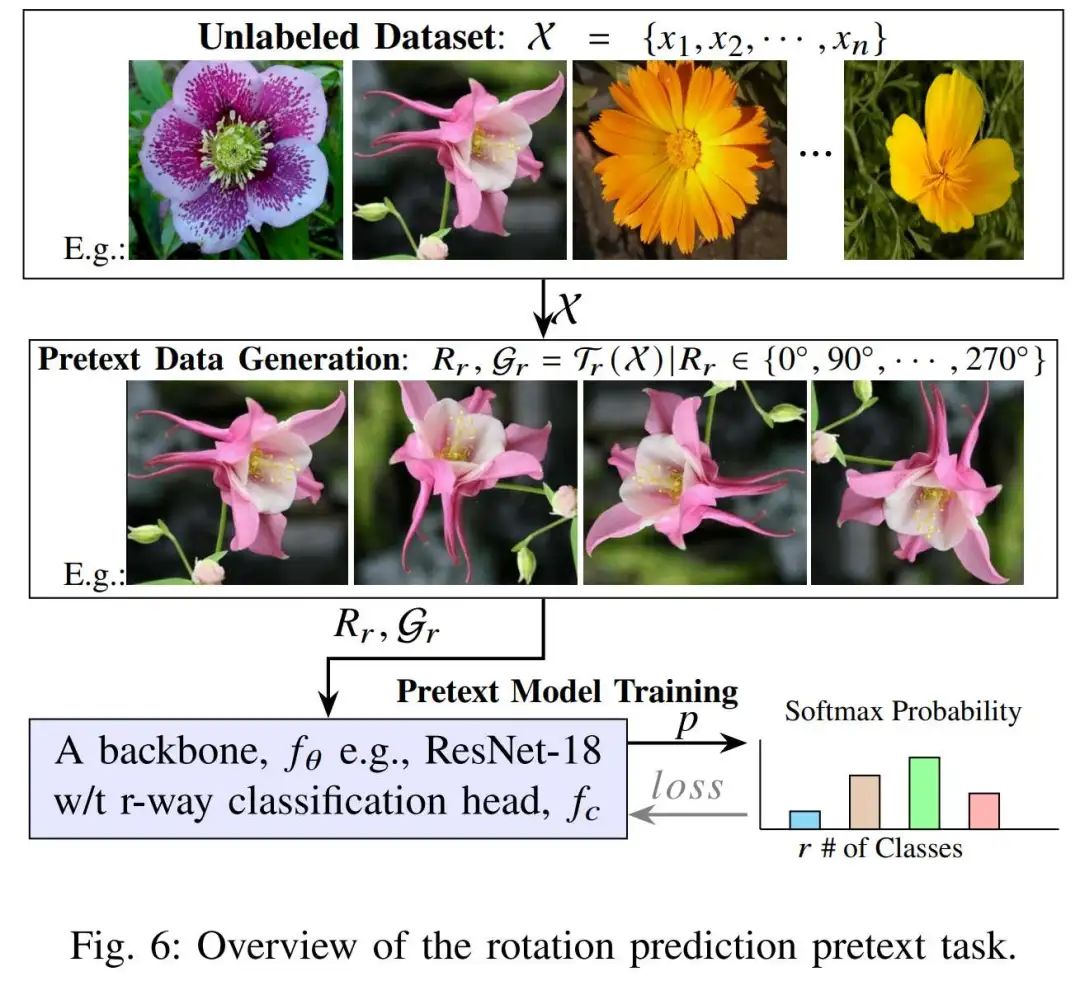 Unlabeled Dataset: 𝒳 = {x₁, x₂, ⋯ , xₙ}
...
E.g.:
𝒳
Pretext Data Generation: Rᵣ, 𝒢ᵣ = 𝒯ᵣ(𝒳)|Rᵣ ∈ {0°, 90°, ⋯ , 270°}
E.g.:
Rᵣ, 𝒢ᵣ
Pretext Model Training
A backbone, f_θ e.g., ResNet-18
w/t r-way classification head, f_c
p
loss
Softmax Probability
r # of Classes
Fig. 6: Overview of the rotation prediction pretext task.